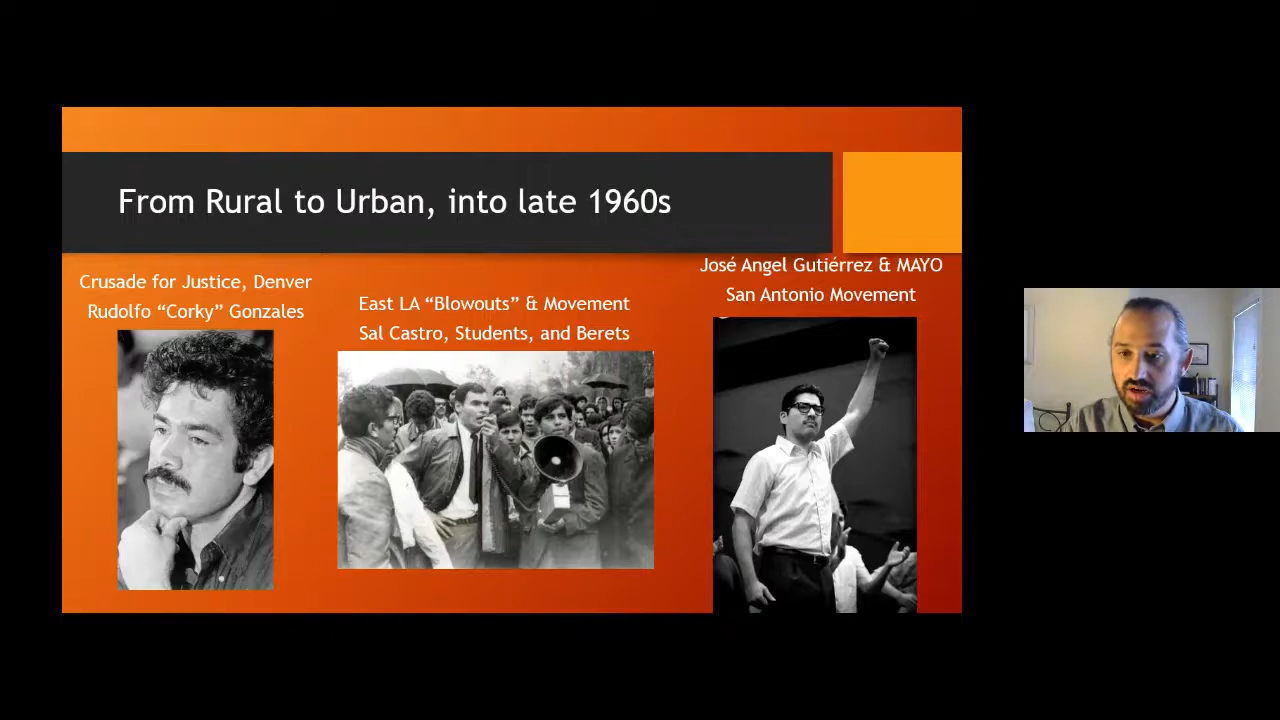 From Rural to Urban, into late 1960s
Crusade for Justice, Denver
Rudolfo “Corky” Gonzales
East LA “Blowouts” & Movement
Sal Castro, Students, and Berets
José Angel Gutiérrez & MAYO
San Antonio Movement